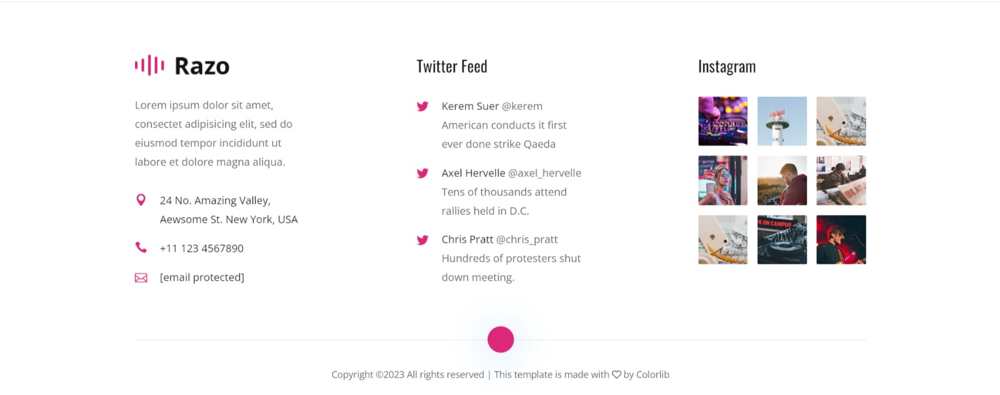 Razo
Lorem ipsum dolor sit amet,
consectet adipisicing elit, sed do
eiusmod tempor incididunt ut
labore et dolore magna aliqua.
24 No. Amazing Valley,
Aewsome St. New York, USA
+11 123 4567890
[email protected]
Twitter Feed
Kerem Suer @kerem
American conducts it first
ever done strike Qaeda
Axel Hervelle @axel_hervelle
Tens of thousands attend
rallies held in D.C.
Chris Pratt @chris_pratt
Hundreds of protesters shut
down meeting.
Instagram
OPE
BEATL
E ON CAMPUS
Copyright ©2023 All rights reserved | This template is made with ♡ by Colorlib